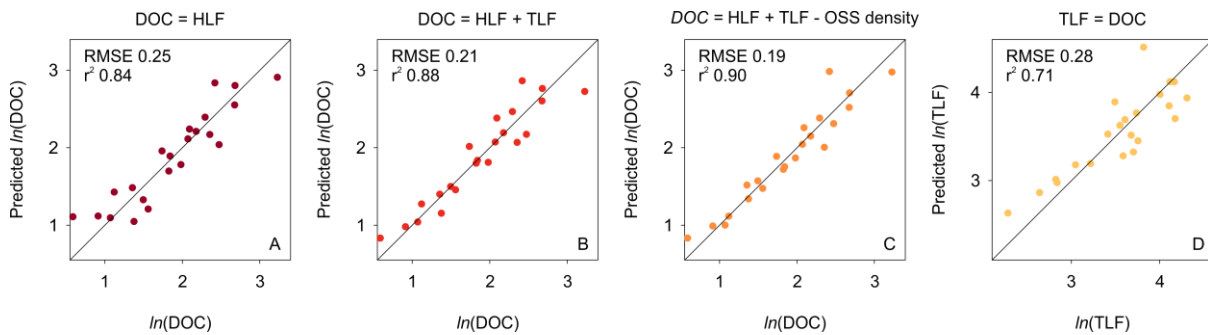 DOC = HLF
RMSE 0.25
r² 0.84
3
2
1
Predicted ln(DOC)
A
1 2 3
ln(DOC)
DOC = HLF + TLF
RMSE 0.21
r² 0.88
3
2
1
Predicted ln(DOC)
B
1 2 3
ln(DOC)
DOC = HLF + TLF - OSS density
RMSE 0.19
r² 0.90
3
2
1
Predicted ln(DOC)
C
1 2 3
ln(DOC)
TLF = DOC
RMSE 0.28
r² 0.71
4
3
Predicted ln(TLF)
D
3 4
ln(TLF)